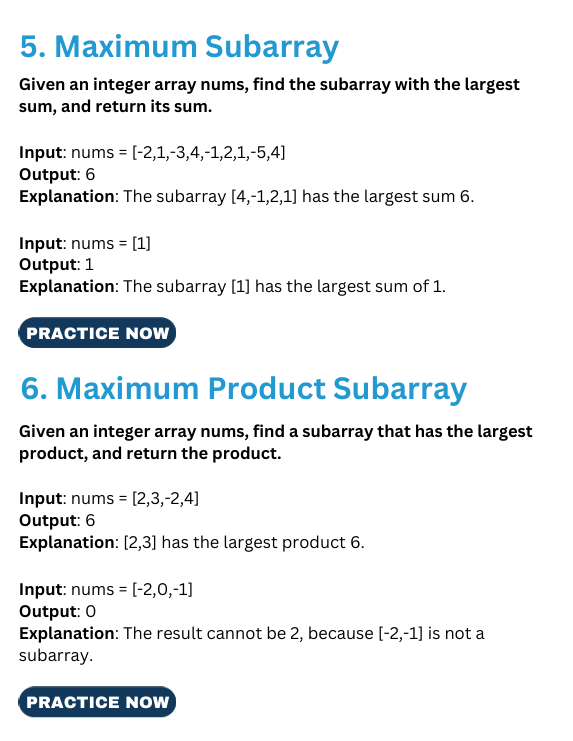 5. Maximum Subarray
Given an integer array nums, find the subarray with the largest
sum, and return its sum.
Input: nums = [-2,1,-3,4,-1,2,1,-5,4]
Output: 6
Explanation: The subarray [4,-1,2,1] has the largest sum 6.
Input: nums = [1]
Output: 1
Explanation: The subarray [1] has the largest sum of 1.
PRACTICE NOW
6. Maximum Product Subarray
Given an integer array nums, find a subarray that has the largest
product, and return the product.
Input: nums = [2,3,-2,4]
Output: 6
Explanation: [2,3] has the largest product 6.
Input: nums = [-2,0,-1]
Output: 0
Explanation: The result cannot be 2, because [-2,-1] is not a
subarray.
PRACTICE NOW